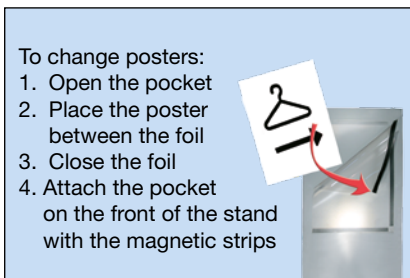 To change posters:
1. Open the pocket
2. Place the poster
between the foil
3. Close the foil
4. Attach the pocket
on the front of the stand
with the magnetic strips